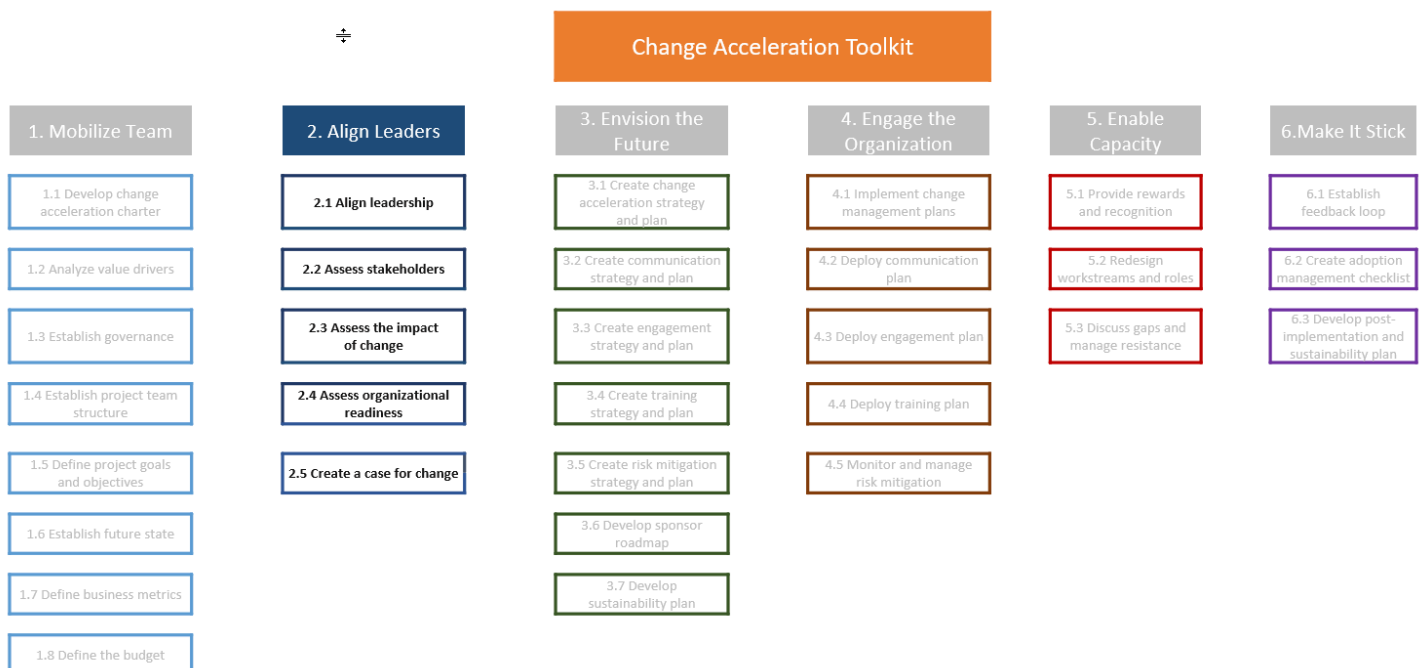 Change Acceleration Toolkit
1. Mobilize Team
1.1 Develop change
acceleration charter
1.2 Analyze value drivers
1.3 Establish governance
1.4 Establish project team
structure
1.5 Define project goals
and objectives
1.6 Establish future state
1.7 Define business metrics
1.8 Define the budget
2. Align Leaders
2.1 Align leadership
2.2 Assess stakeholders
2.3 Assess the impact
of change
2.4 Assess organizational
readiness
2.5 Create a case for change
3. Envision the
Future
3.1 Create change
acceleration strategy
and plan
3.2 Create communication
strategy and plan
3.3 Create engagement
strategy and plan
3.4 Create training
strategy and plan
3.5 Create risk mitigation
strategy and plan
3.6 Develop sponsor
roadmap
3.7 Develop
sustainability plan
4. Engage the
Organization
4.1 Implement change
management plans
4.2 Deploy communication
plan
4.3 Deploy engagement plan
4.4 Deploy training plan
4.5 Monitor and manage
risk mitigation
5. Enable
Capacity
5.1 Provide rewards
and recognition
5.2 Redesign
workstreams and roles
5.3 Discuss gaps and
manage resistance
6.Make It Stick
6.1 Establish
feedback loop
6.2 Create adoption
management checklist
6.3 Develop post-
implementation and
sustainability plan